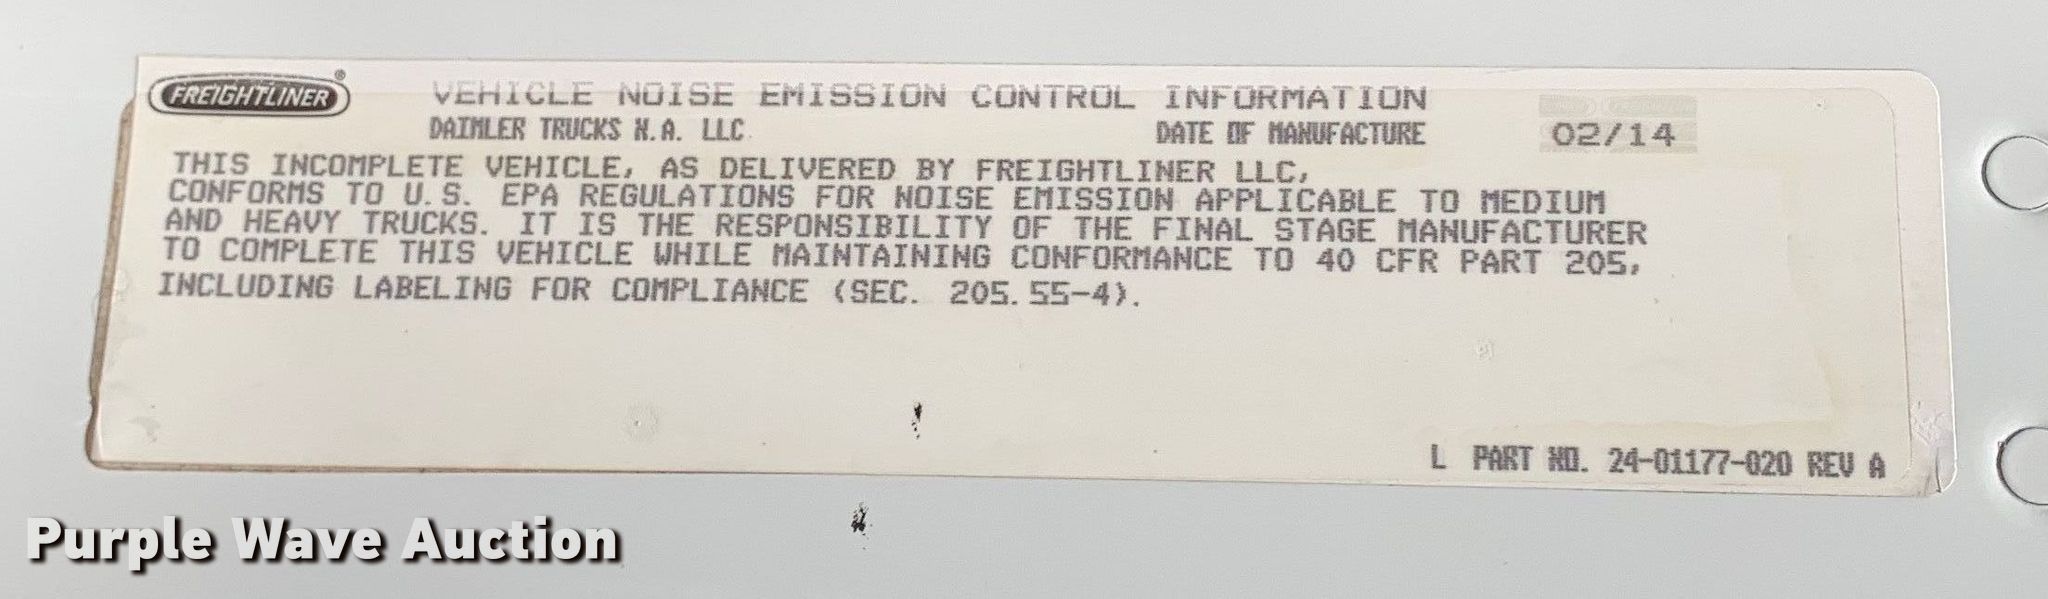 FREIGHTLINER®
VEHICLE NOISE EMISSION CONTROL INFORMATION
DAIMLER TRUCKS N.A. LLC. DATE OF MANUFACTURE 02/14
THIS INCOMPLETE VEHICLE, AS DELIVERED BY FREIGHTLINER LLC,
CONFORMS TO U.S. EPA REGULATIONS FOR NOISE EMISSION APPLICABLE TO MEDIUM
AND HEAVY TRUCKS. IT IS THE RESPONSIBILITY OF THE FINAL STAGE MANUFACTURER
TO COMPLETE THIS VEHICLE WHILE MAINTAINING CONFORMANCE TO 40 CFR PART 205,
INCLUDING LABELING FOR COMPLIANCE (SEC. 205.55-4).
L PART NO. 24-01177-020 REV A
Purple Wave Auction